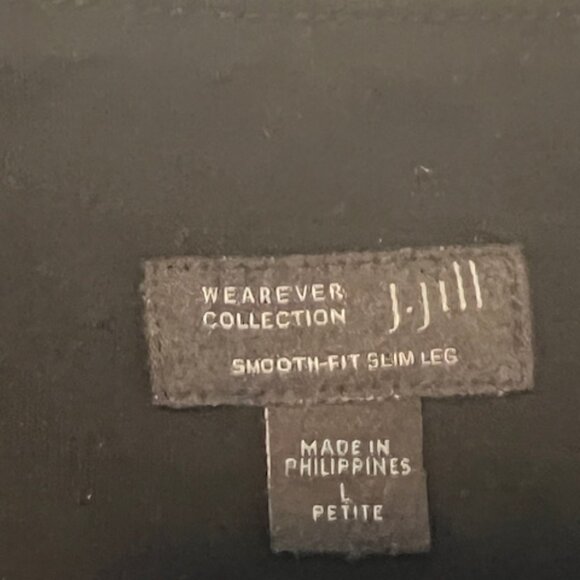 WEAREVER
COLLECTION
J.Jill
SMOOTH-FIT SLIM LEG
MADE IN
PHILIPPINES
L
PETITE